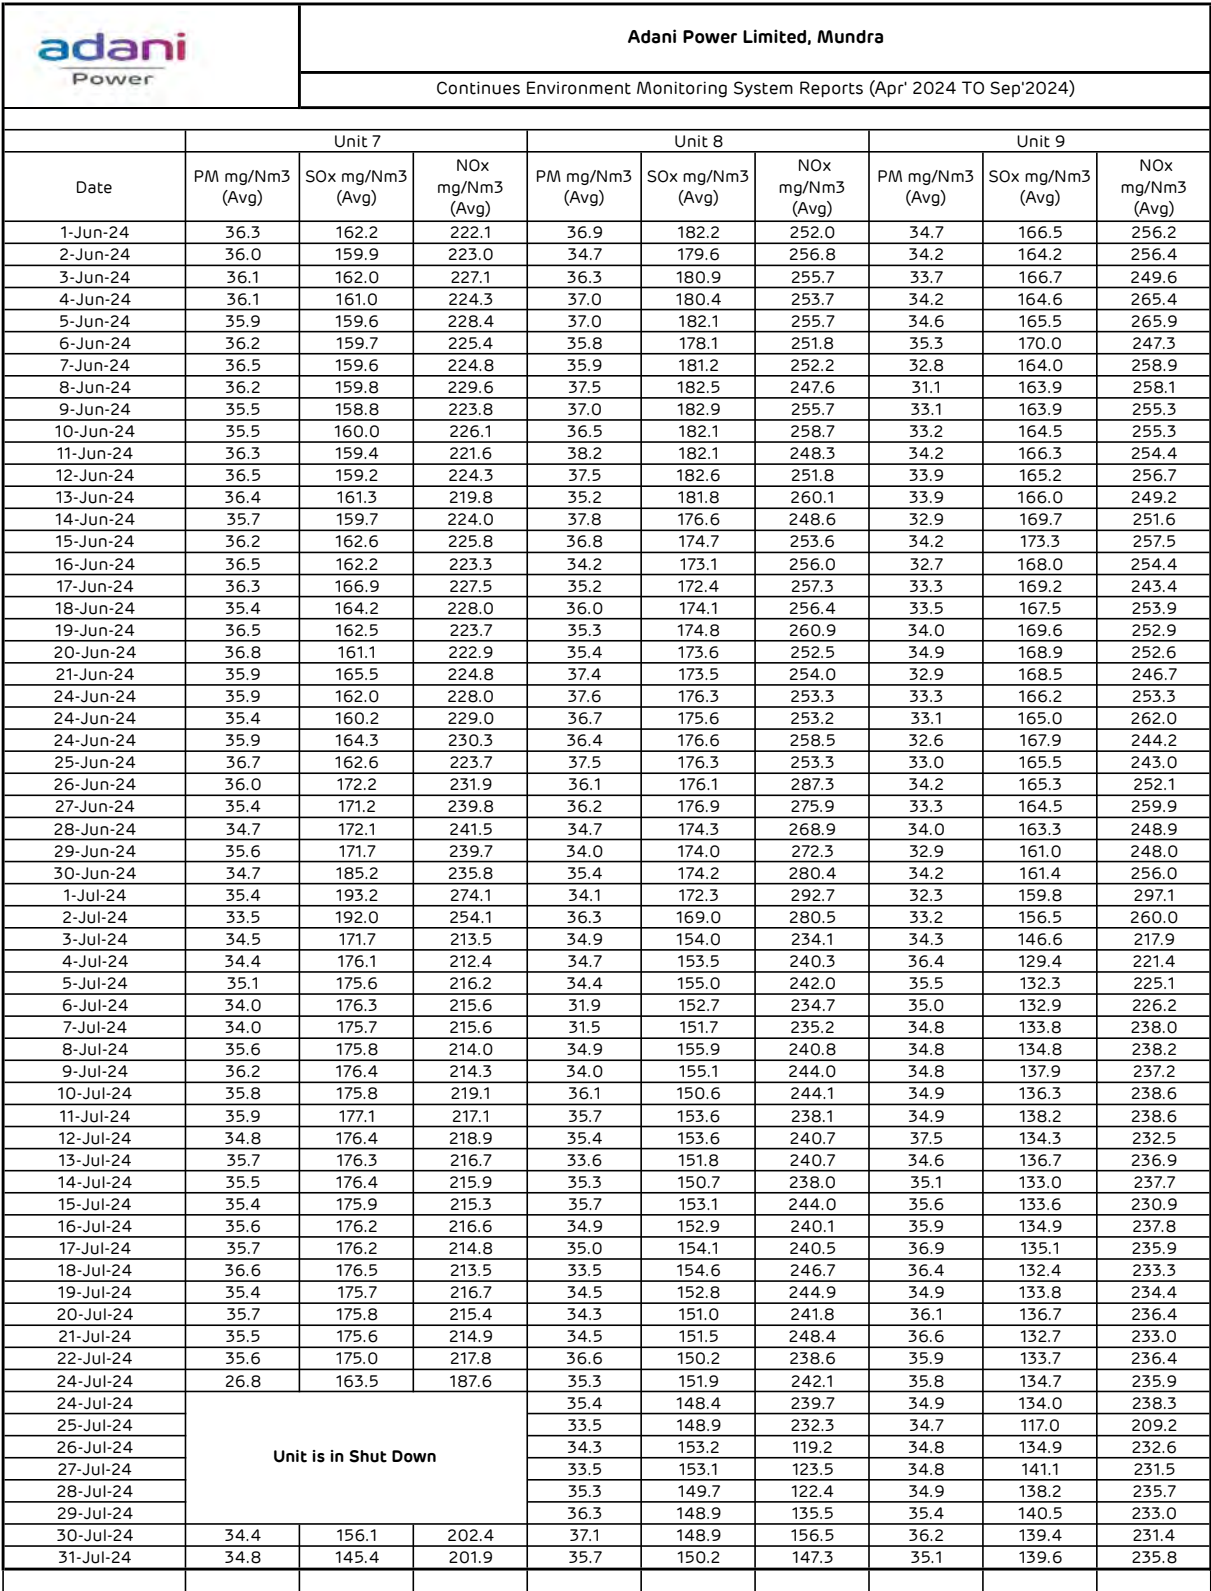 adani
Power
Adani Power Limited, Mundra
Continues Environment Monitoring System Reports (Apr' 2024 TO Sep'2024)
Unit 7 Unit 8 Unit 9
Date PM mg/Nm3 (Avg) SOx mg/Nm3 (Avg) NOx mg/Nm3 (Avg) PM mg/Nm3 (Avg) SOx mg/Nm3 (Avg) NOx mg/Nm3 (Avg) PM mg/Nm3 (Avg) SOx mg/Nm3 (Avg) NOx mg/Nm3 (Avg)
1-Jun-24 36.3 162.2 222.1 36.9 182.2 252.0 34.7 166.5 256.2
2-Jun-24 36.0 159.9 223.0 34.7 179.6 256.8 34.2 164.2 256.4
3-Jun-24 36.1 162.0 227.1 36.3 180.9 255.7 33.7 166.7 249.6
4-Jun-24 36.1 161.0 224.3 37.0 180.4 253.7 34.2 164.6 265.4
5-Jun-24 35.9 159.6 228.4 37.0 182.1 255.7 34.6 165.5 265.9
6-Jun-24 36.2 159.7 225.4 35.8 178.1 251.8 35.3 170.0 247.3
7-Jun-24 36.5 159.6 224.8 35.9 181.2 252.2 32.8 164.0 258.9
8-Jun-24 36.2 159.8 229.6 37.5 182.5 247.6 31.1 163.9 258.1
9-Jun-24 35.5 158.8 223.8 37.0 182.9 255.7 33.1 163.9 255.3
10-Jun-24 35.5 160.0 226.1 36.5 182.1 258.7 33.2 164.5 255.3
11-Jun-24 36.3 159.4 221.6 38.2 182.1 248.3 34.2 166.3 254.4
12-Jun-24 36.5 159.2 224.3 37.5 182.6 251.8 33.9 165.2 256.7
13-Jun-24 36.4 161.3 219.8 35.2 181.8 260.1 33.9 166.0 249.2
14-Jun-24 35.7 159.7 224.0 37.8 176.6 248.6 32.9 169.7 251.6
15-Jun-24 36.2 162.6 225.8 36.8 174.7 253.6 34.2 173.3 257.5
16-Jun-24 36.5 162.2 223.3 34.2 173.1 256.0 32.7 168.0 254.4
17-Jun-24 36.3 166.9 227.5 35.2 172.4 257.3 33.3 169.2 243.4
18-Jun-24 35.4 164.2 228.0 36.0 174.1 256.4 33.5 167.5 253.9
19-Jun-24 36.5 162.5 223.7 35.3 174.8 260.9 34.0 169.6 252.9
20-Jun-24 36.8 161.1 222.9 35.4 173.6 252.5 34.9 168.9 252.6
21-Jun-24 35.9 165.5 224.8 37.4 173.5 254.0 32.9 168.5 246.7
24-Jun-24 35.9 162.0 228.0 37.6 176.3 253.3 33.3 166.2 253.3
24-Jun-24 35.4 160.2 229.0 36.7 175.6 253.2 33.1 165.0 262.0
24-Jun-24 35.9 164.3 230.3 36.4 176.6 258.5 32.6 167.9 244.2
25-Jun-24 36.7 162.6 223.7 37.5 176.3 253.3 33.0 165.5 243.0
26-Jun-24 36.0 172.2 231.9 36.1 176.1 287.3 34.2 165.3 252.1
27-Jun-24 35.4 171.2 239.8 36.2 176.9 275.9 33.3 164.5 259.9
28-Jun-24 34.7 172.1 241.5 34.7 174.3 268.9 34.0 163.3 248.9
29-Jun-24 35.6 171.7 239.7 34.0 174.0 272.3 32.9 161.0 248.0
30-Jun-24 34.7 185.2 235.8 35.4 174.2 280.4 34.2 161.4 256.0
1-Jul-24 35.4 193.2 274.1 34.1 172.3 292.7 32.3 159.8 297.1
2-Jul-24 33.5 192.0 254.1 36.3 169.0 280.5 33.2 156.5 260.0
3-Jul-24 34.5 171.7 213.5 34.9 154.0 234.1 34.3 146.6 217.9
4-Jul-24 34.4 176.1 212.4 34.7 153.5 240.3 36.4 129.4 221.4
5-Jul-24 35.1 175.6 216.2 34.4 155.0 242.0 35.5 132.3 225.1
6-Jul-24 34.0 176.3 215.6 31.9 152.7 234.7 35.0 132.9 226.2
7-Jul-24 34.0 175.7 215.6 31.5 151.7 235.2 34.8 133.8 238.0
8-Jul-24 35.6 175.8 214.0 34.9 155.9 240.8 34.8 134.8 238.2
9-Jul-24 36.2 176.4 214.3 34.0 155.1 244.0 34.8 137.9 237.2
10-Jul-24 35.8 175.8 219.1 36.1 150.6 244.1 34.9 136.3 238.6
11-Jul-24 35.9 177.1 217.1 35.7 153.6 238.1 34.9 138.2 238.6
12-Jul-24 34.8 176.4 218.9 35.4 153.6 240.7 37.5 134.3 232.5
13-Jul-24 35.7 176.3 216.7 33.6 151.8 240.7 34.6 136.7 236.9
14-Jul-24 35.5 176.4 215.9 35.3 150.7 238.0 35.1 133.0 237.7
15-Jul-24 35.4 175.9 215.3 35.7 153.1 244.0 35.6 133.6 230.9
16-Jul-24 35.6 176.2 216.6 34.9 152.9 240.1 35.9 134.9 237.8
17-Jul-24 35.7 176.2 214.8 35.0 154.1 240.5 36.9 135.1 235.9
18-Jul-24 36.6 176.5 213.5 33.5 154.6 246.7 36.4 132.4 233.3
19-Jul-24 35.4 175.7 216.7 34.5 152.8 244.9 34.9 133.8 234.4
20-Jul-24 35.7 175.8 215.4 34.3 151.0 241.8 36.1 136.7 236.4
21-Jul-24 35.5 175.6 214.9 34.5 151.5 248.4 36.6 132.7 233.0
22-Jul-24 35.6 175.0 217.8 36.6 150.2 238.6 35.9 133.7 236.4
24-Jul-24 26.8 163.5 187.6 35.3 151.9 242.1 35.8 134.7 235.9
24-Jul-24 35.4 148.4 239.7 34.9 134.0 238.3
25-Jul-24 33.5 148.9 232.3 34.7 117.0 209.2
26-Jul-24 34.3 153.2 119.2 34.8 134.9 232.6
Unit is in Shut Down
27-Jul-24 33.5 153.1 123.5 34.8 141.1 231.5
28-Jul-24 35.3 149.7 122.4 34.9 138.2 235.7
29-Jul-24 36.3 148.9 135.5 35.4 140.5 233.0
30-Jul-24 34.4 156.1 202.4 37.1 148.9 156.5 36.2 139.4 231.4
31-Jul-24 34.8 145.4 201.9 35.7 150.2 147.3 35.1 139.6 235.8